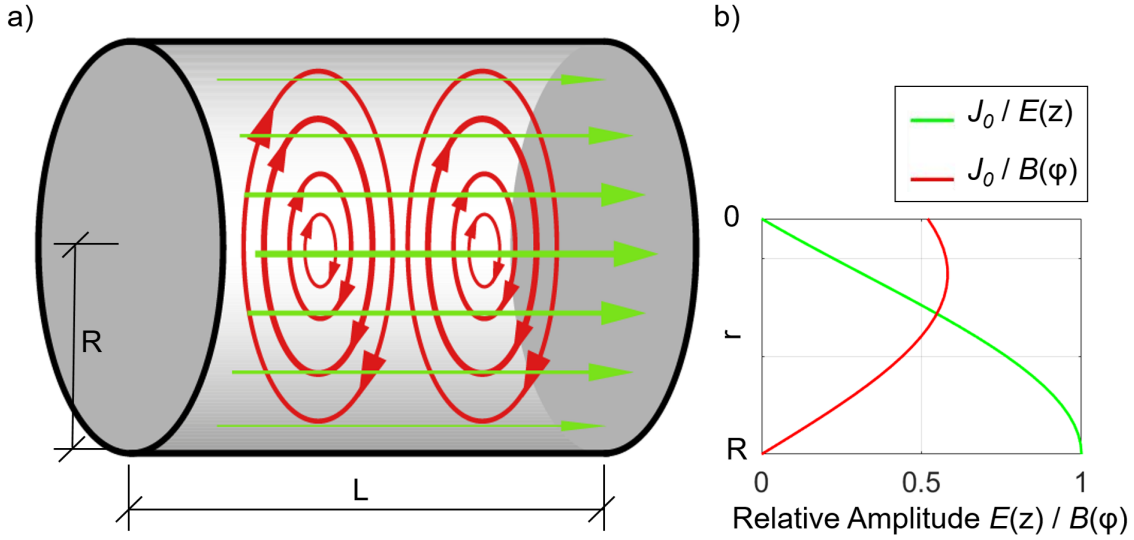 a)
R
L
b)
J₀ / E(z)
J₀ / B(φ)
0
r
R
0
0.5
1
Relative Amplitude E(z) / B(φ)